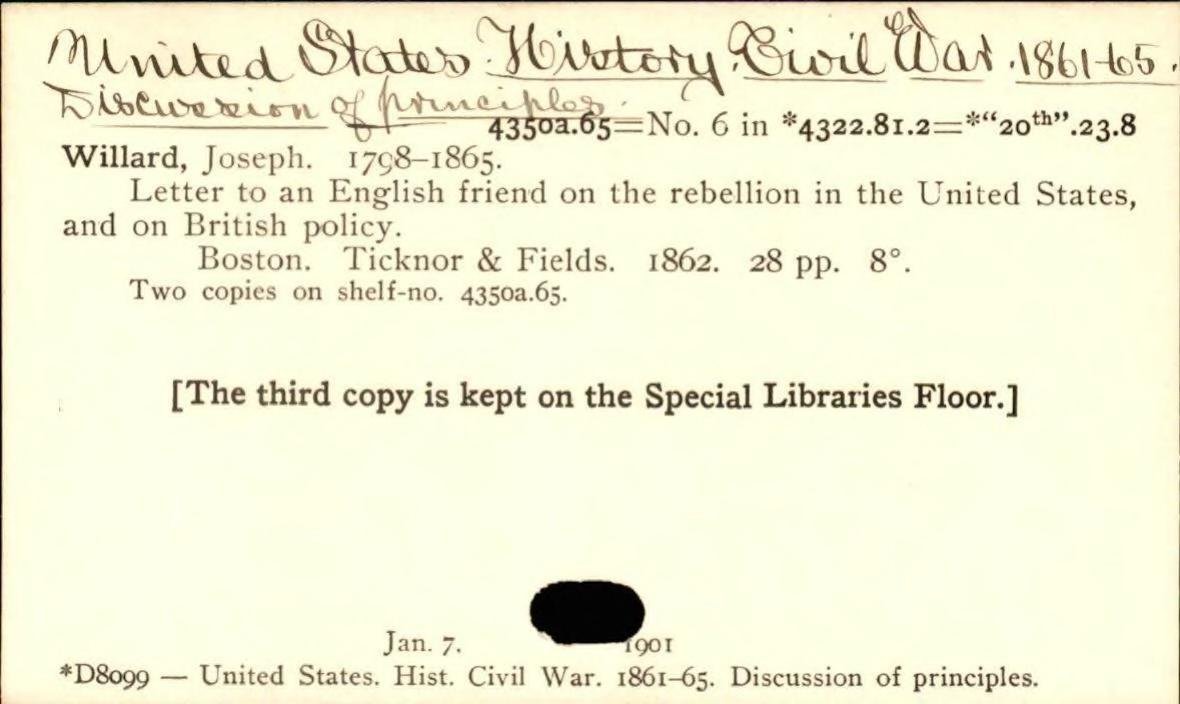 United States. History. Civil War. 1861-65.
Discussion of principles.
4350a.65=No. 6 in *4322.81.2=*“20th”.23.8
Willard, Joseph. 1798–1865.
Letter to an English friend on the rebellion in the United States,
and on British policy.
Boston. Ticknor & Fields. 1862. 28 pp. 8°.
Two copies on shelf-no. 4350a.65.
[The third copy is kept on the Special Libraries Floor.]
Jan. 7. 1901
*D8099 — United States. Hist. Civil War. 1861–65. Discussion of principles.